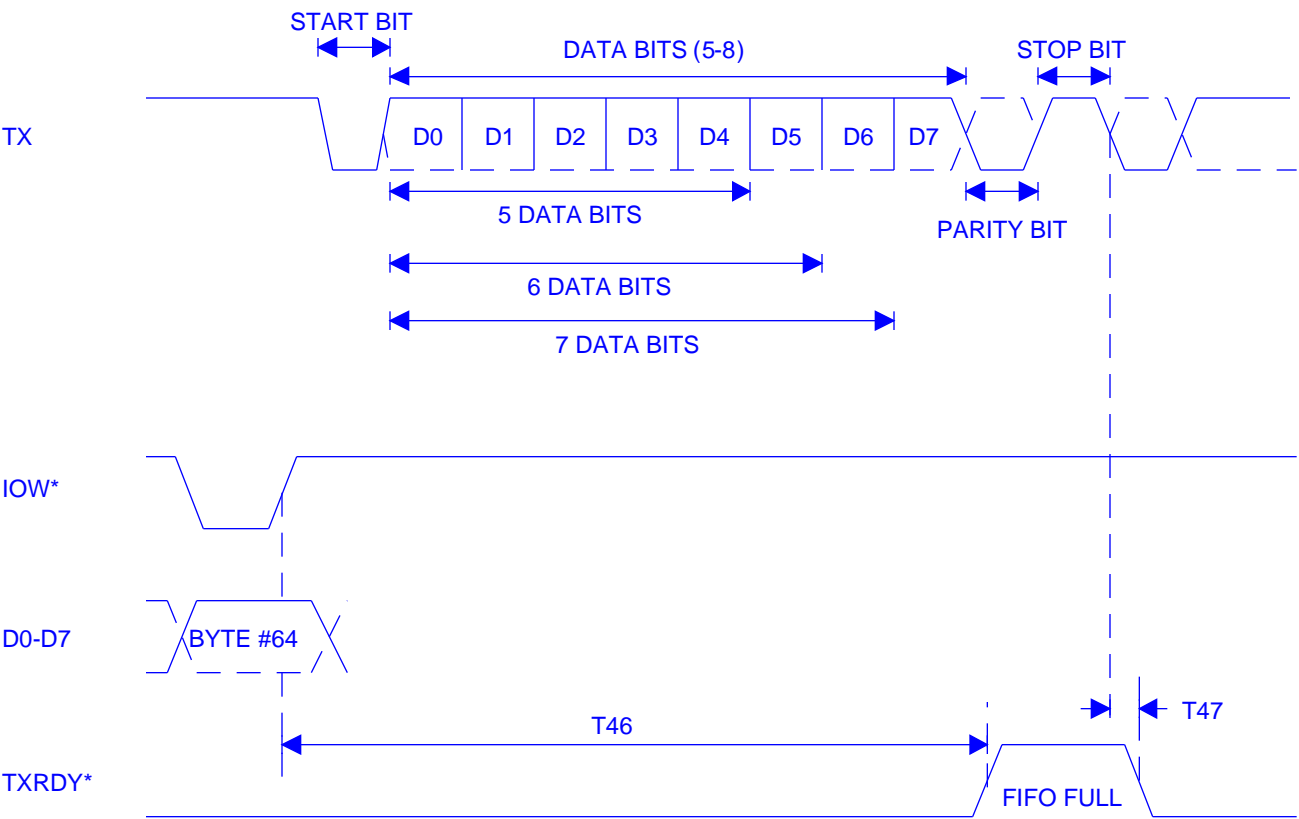 START BIT
DATA BITS (5-8)
STOP BIT
TX
D0 D1 D2 D3 D4 D5 D6 D7
5 DATA BITS
PARITY BIT
6 DATA BITS
7 DATA BITS
IOW*
D0-D7
BYTE #64
T46
T47
TXRDY*
FIFO FULL